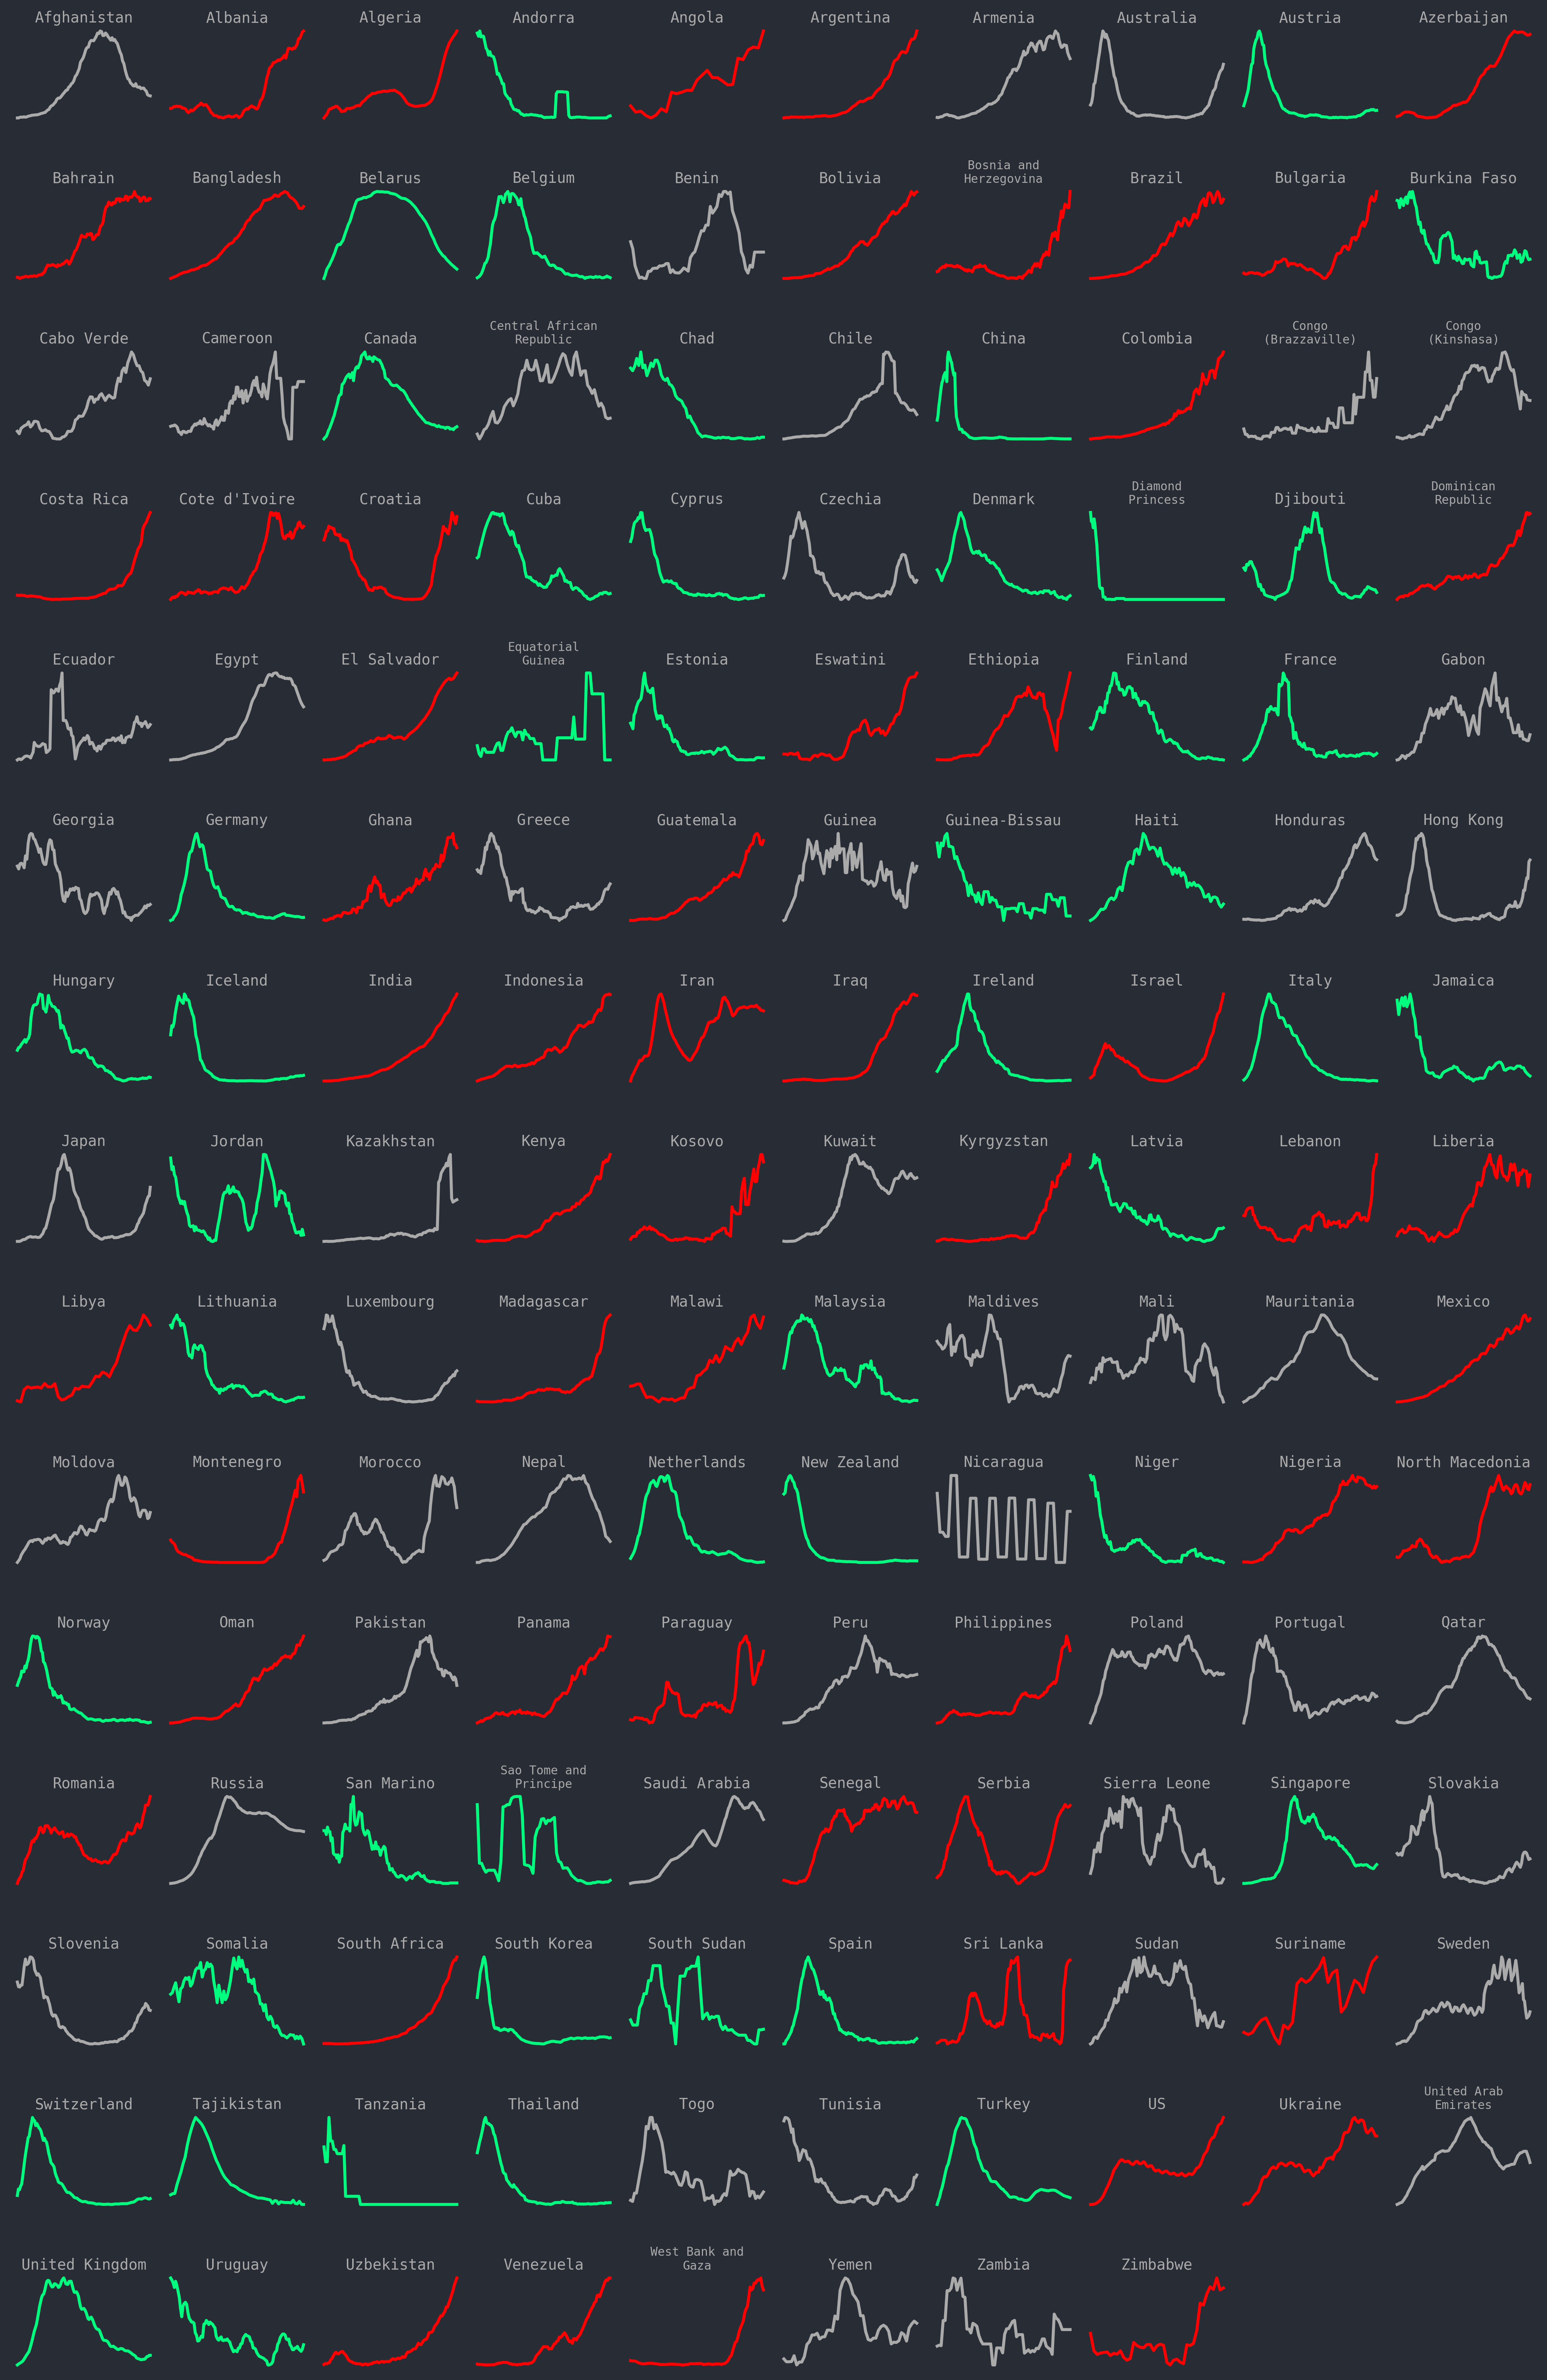 Afghanistan
Albania
Algeria
Andorra
Angola
Argentina
Armenia
Australia
Austria
Azerbaijan
Bahrain
Bangladesh
Belarus
Belgium
Benin
Bolivia
Bosnia and
Herzegovina
Brazil
Bulgaria
Burkina Faso
Cabo Verde
Cameroon
Canada
Central African
Republic
Chad
Chile
China
Colombia
Congo
(Brazzaville)
Congo
(Kinshasa)
Costa Rica
Cote d'Ivoire
Croatia
Cuba
Cyprus
Czechia
Denmark
Diamond
Princess
Djibouti
Dominican
Republic
Ecuador
Egypt
El Salvador
Equatorial
Guinea
Estonia
Eswatini
Ethiopia
Finland
France
Gabon
Georgia
Germany
Ghana
Greece
Guatemala
Guinea
Guinea-Bissau
Haiti
Honduras
Hong Kong
Hungary
Iceland
India
Indonesia
Iran
Iraq
Ireland
Israel
Italy
Jamaica
Japan
Jordan
Kazakhstan
Kenya
Kosovo
Kuwait
Kyrgyzstan
Latvia
Lebanon
Liberia
Libya
Lithuania
Luxembourg
Madagascar
Malawi
Malaysia
Maldives
Mali
Mauritania
Mexico
Moldova
Montenegro
Morocco
Nepal
Netherlands
New Zealand
Nicaragua
Niger
Nigeria
North Macedonia
Norway
Oman
Pakistan
Panama
Paraguay
Peru
Philippines
Poland
Portugal
Qatar
Romania
Russia
San Marino
Sao Tome and
Principe
Saudi Arabia
Senegal
Serbia
Sierra Leone
Singapore
Slovakia
Slovenia
Somalia
South Africa
South Korea
South Sudan
Spain
Sri Lanka
Sudan
Suriname
Sweden
Switzerland
Tajikistan
Tanzania
Thailand
Togo
Tunisia
Turkey
US
Ukraine
United Arab
Emirates
United Kingdom
Uruguay
Uzbekistan
Venezuela
West Bank and
Gaza
Yemen
Zambia
Zimbabwe